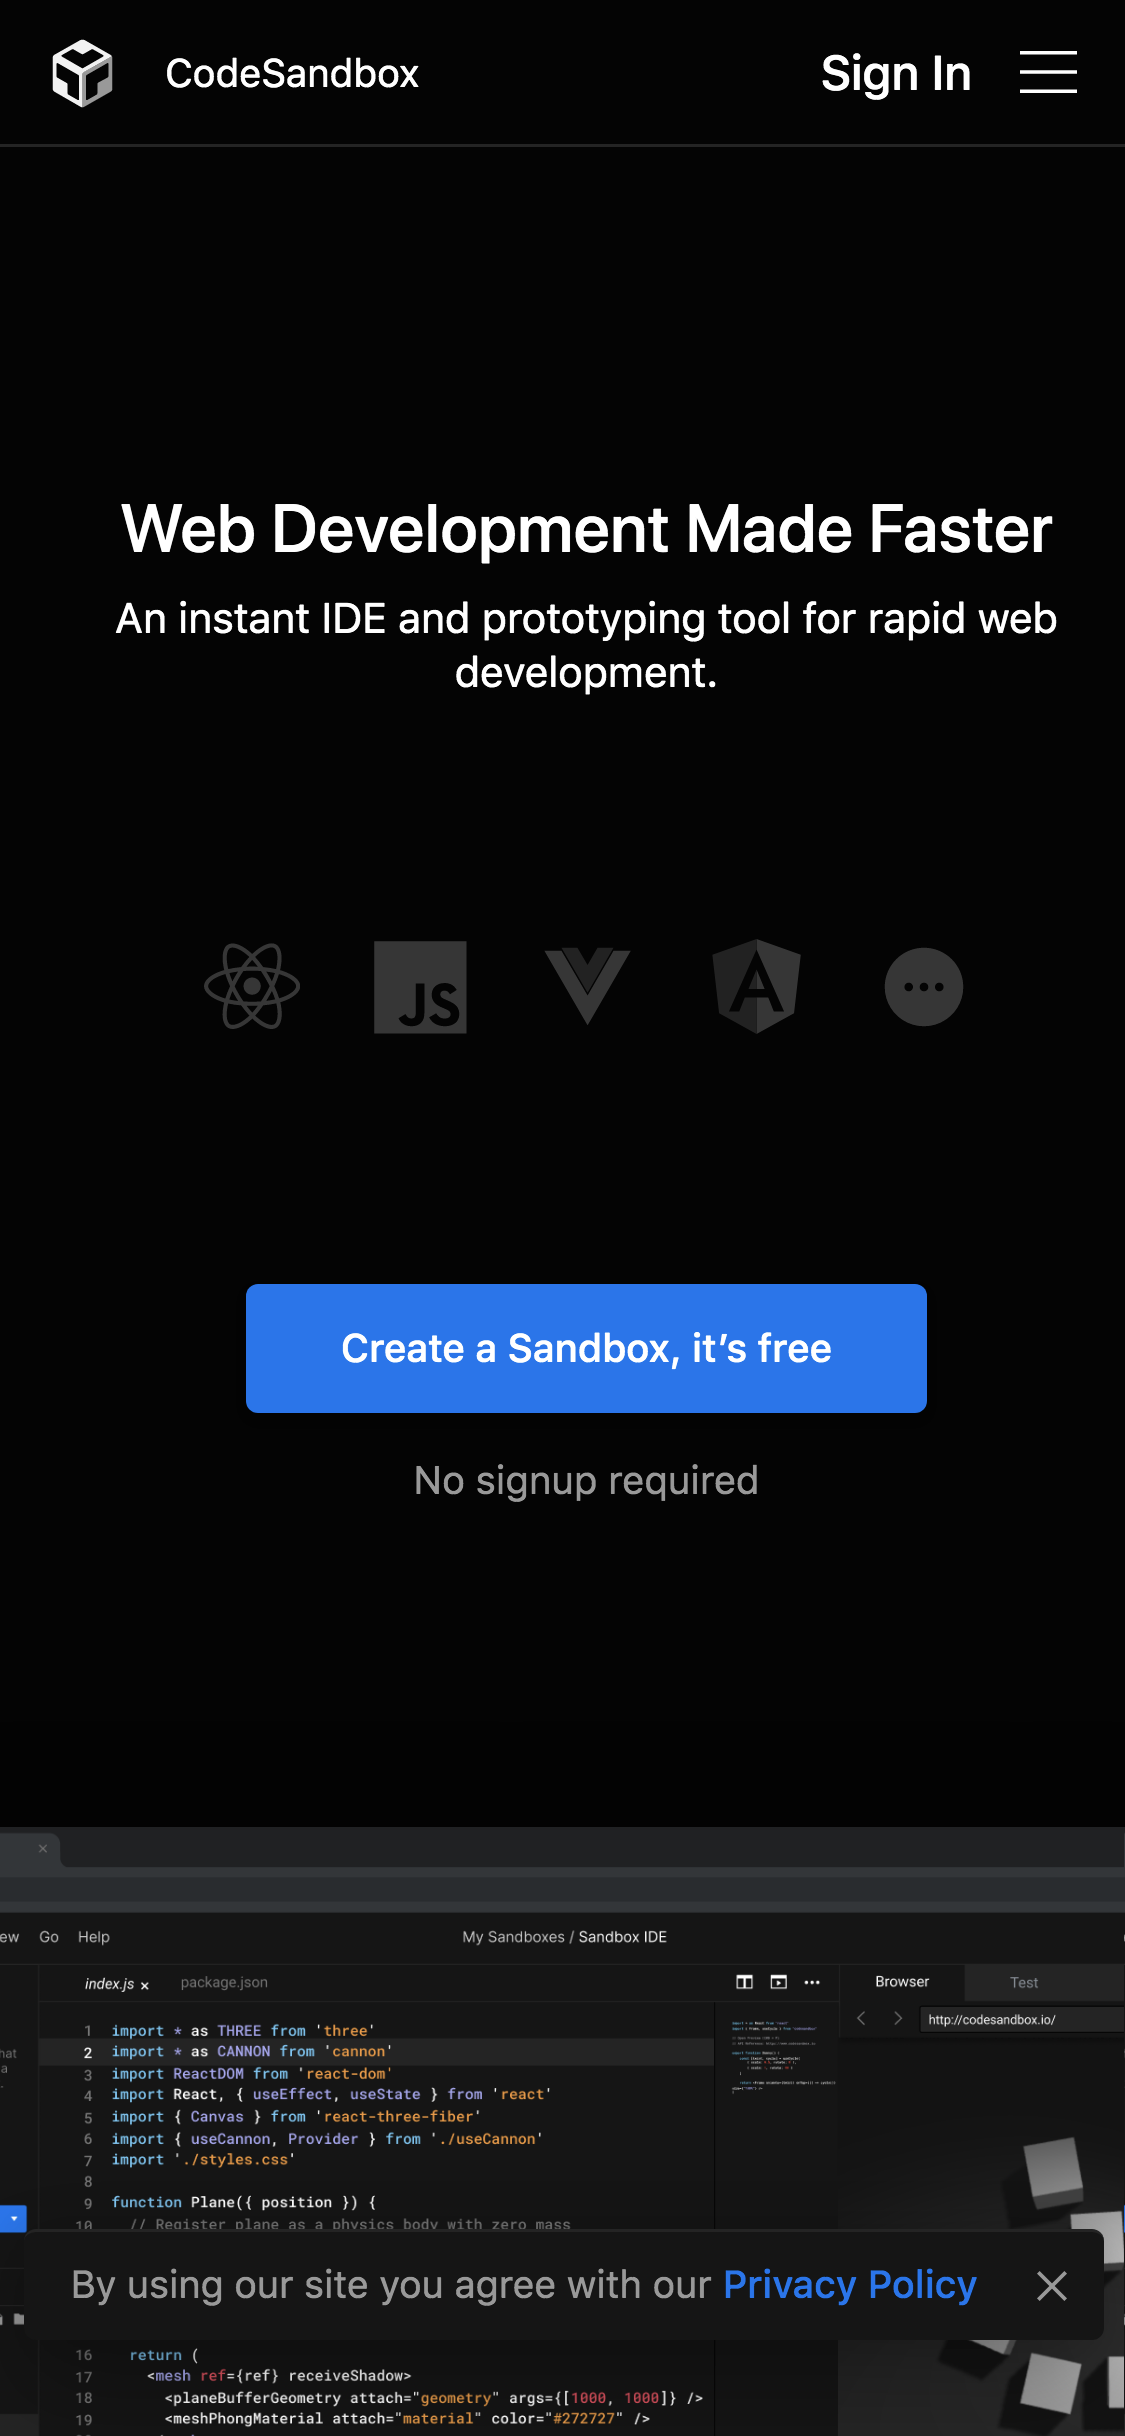 CodeSandbox
Sign In
Web Development Made Faster
An instant IDE and prototyping tool for rapid web
development.
JS
A
Create a Sandbox, it’s free
No signup required
ew Go Help
My Sandboxes / Sandbox IDE
index.js ×
package.json
Browser
Test
http://codesandbox.io/
hat
a
1 import * as THREE from 'three'
2 import * as CANNON from 'cannon'
3 import ReactDOM from 'react-dom'
4 import React, { useEffect, useState } from 'react'
5 import { Canvas } from 'react-three-fiber'
6 import { useCannon, Provider } from './useCannon'
7 import './styles.css'
8
9 function Plane({ position }) {
10 // Register plane as a physics body with zero mass
By using our site you agree with our Privacy Policy
16 return (
17 <mesh ref={ref} receiveShadow>
18 <planeBufferGeometry attach="geometry" args={[1000, 1000]} />
19 <meshPhongMaterial attach="material" color="#272727" />